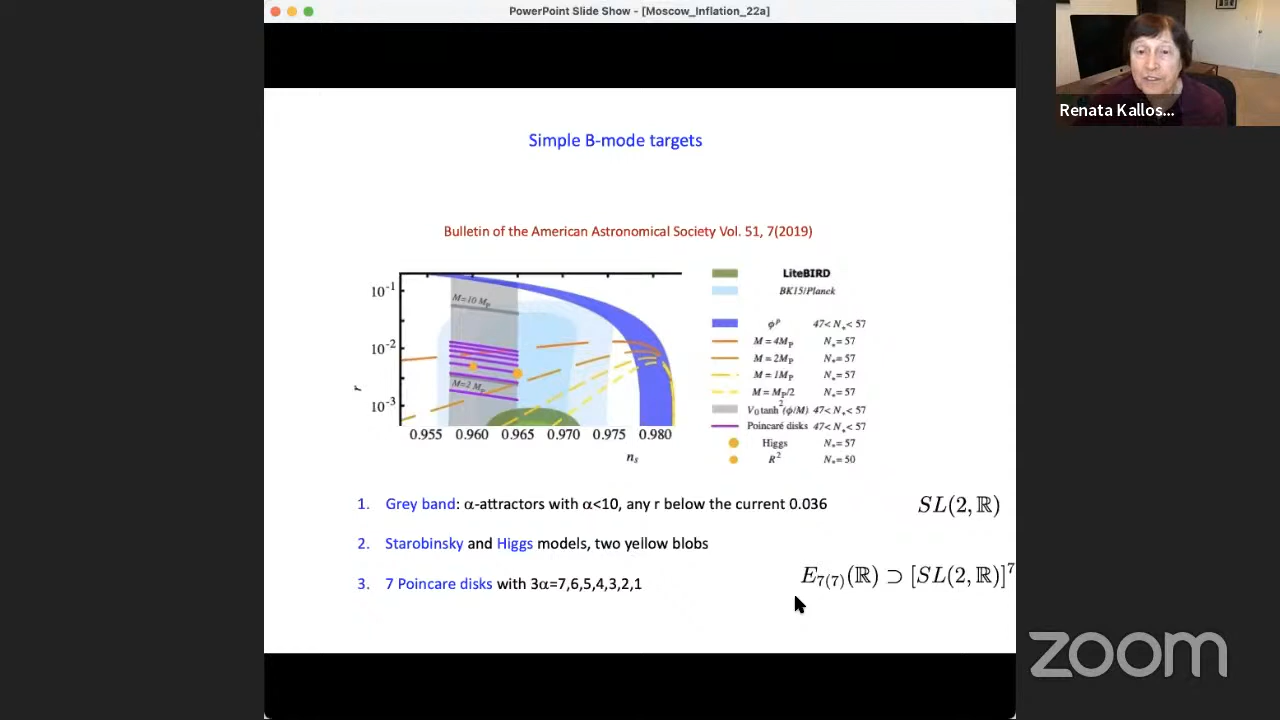 PowerPoint Slide Show - [Moscow_Inflation_22a]
Renata Kallos...
Simple B-mode targets
Bulletin of the American Astronomical Society Vol. 51, 7(2019)
10⁻¹
10⁻²
10⁻³
r
M=10 M_P
M=2 M_P
0.955 0.960 0.965 0.970 0.975 0.980
n_s
LiteBIRD
BK15/Planck
ϕ^p 47< N_*< 57
M = 4M_P N_*= 57
M = 2M_P N_*= 57
M = 1M_P N_*= 57
M = M_P/2 N_*= 57
V₀ tanh²(ϕ/M) 47< N_*< 57
Poincaré disks 47< N_*< 57
Higgs N_*= 57
R² N_*= 50
1. Grey band: α-attractors with α<10, any r below the current 0.036
SL(2,ℝ)
2. Starobinsky and Higgs models, two yellow blobs
E₇₍₇₎(ℝ) ⊃ [SL(2,ℝ)]⁷
3. 7 Poincare disks with 3α=7,6,5,4,3,2,1
zoom